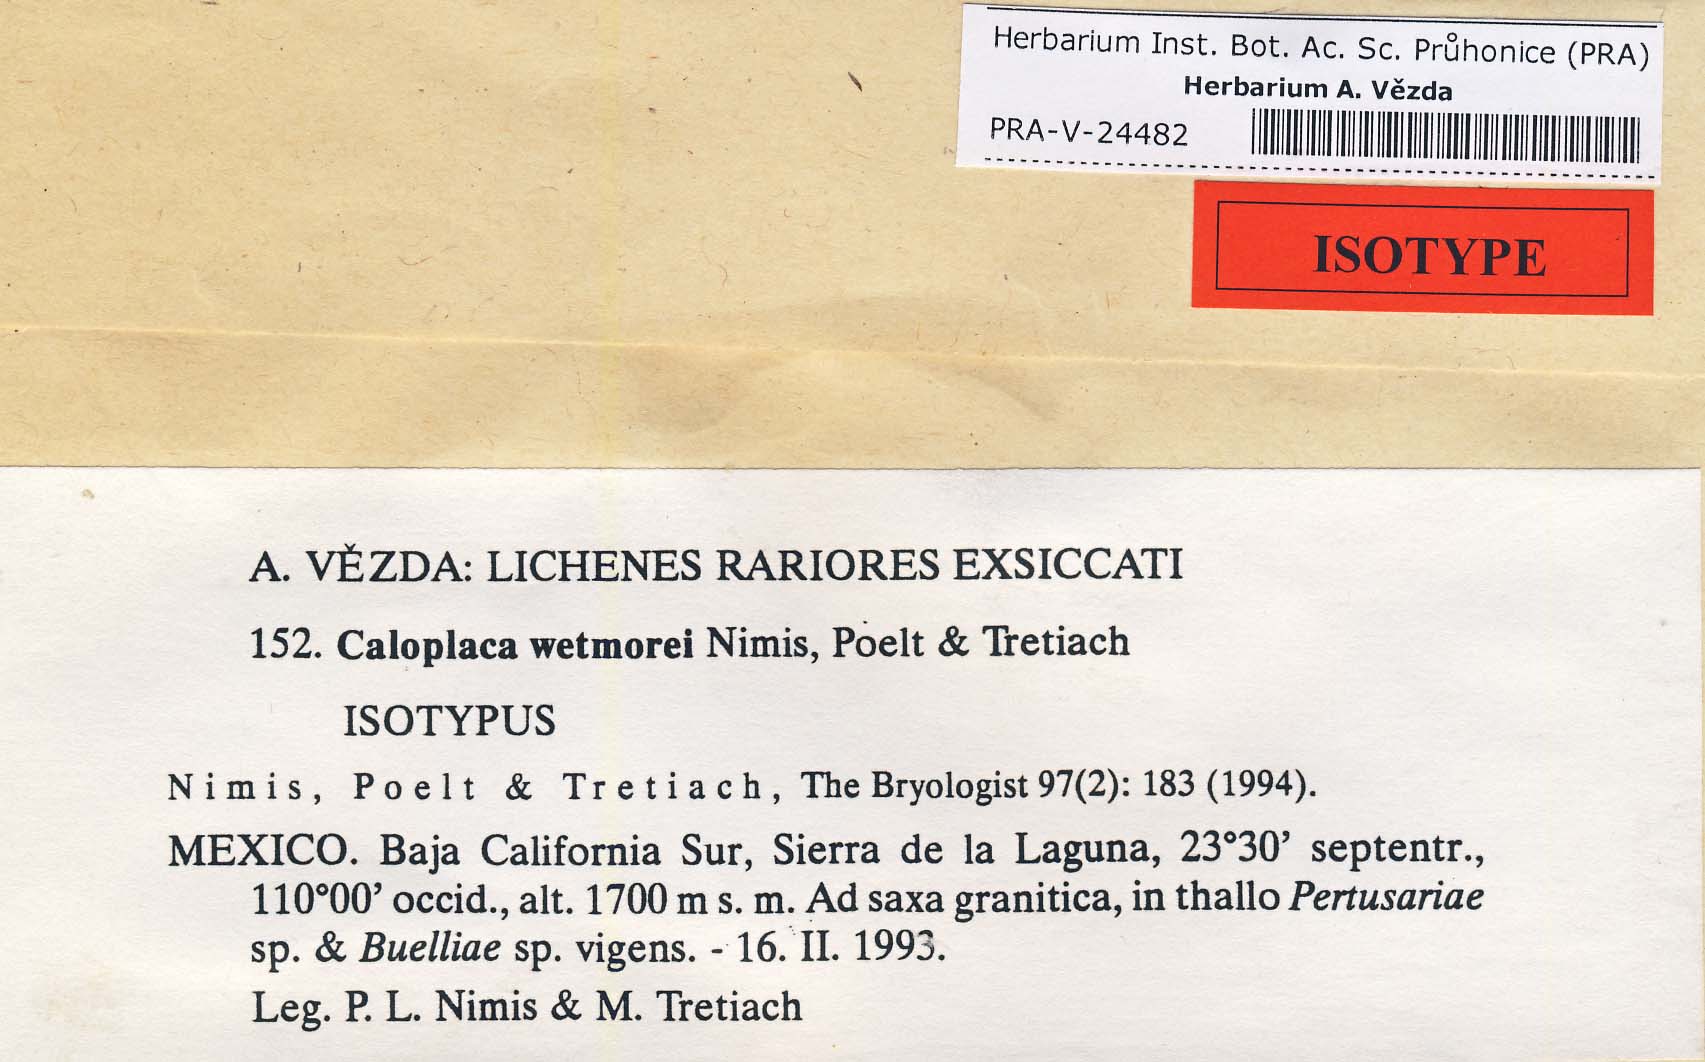 Herbarium Inst. Bot. Ac. Sc. Průhonice (PRA)
Herbarium A. Vězda
PRA-V-24482
ISOTYPE
A. VĚZDA: LICHENES RARIORES EXSICCATI
152. Caloplaca wetmorei Nimis, Poelt & Tretiach
ISOTYPUS
Nimis, Poelt & Tretiach, The Bryologist 97(2): 183 (1994).
MEXICO. Baja California Sur, Sierra de la Laguna, 23°30’ septentr.,
110°00’ occid., alt. 1700 m s. m. Ad saxa granitica, in thallo Pertusariae
sp. & Buelliae sp. vigens. - 16. II. 1993.
Leg. P. L. Nimis & M. Tretiach